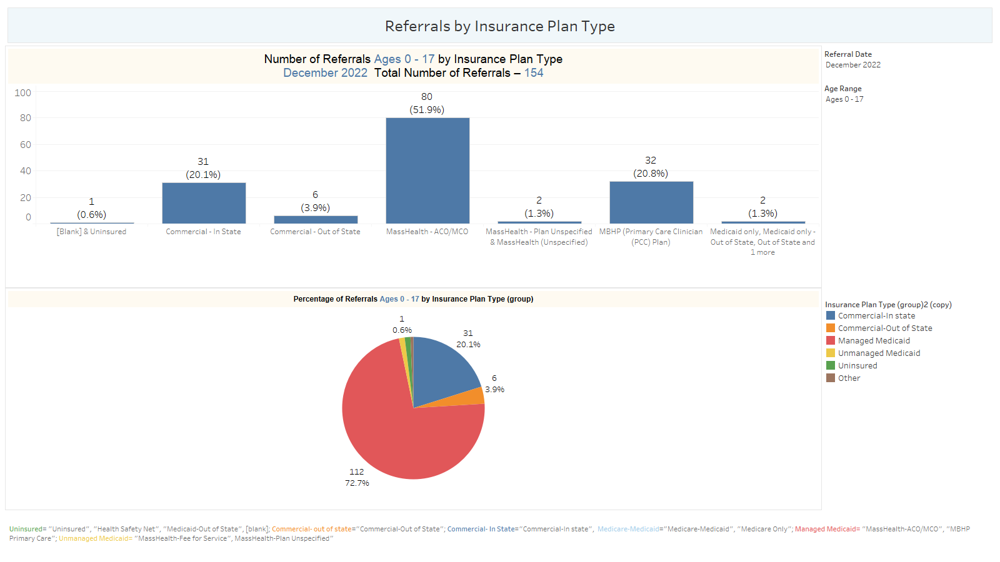 Referrals by Insurance Plan Type
Number of Referrals Ages 0 - 17 by Insurance Plan Type
December 2022 Total Number of Referrals – 154
Referral Date
December 2022
Age Range
Ages 0 - 17
100
80
60
40
20
0
1
(0.6%)
31
(20.1%)
6
(3.9%)
80
(51.9%)
2
(1.3%)
32
(20.8%)
2
(1.3%)
[Blank] & Uninsured
Commercial - In State
Commercial - Out of State
MassHealth - ACO/MCO
MassHealth - Plan Unspecified
& MassHealth (Unspecified)
MBHP (Primary Care Clinician
(PCC) Plan)
Medicaid only, Medicaid only -
Out of State, Out of State and
1 more
Percentage of Referrals Ages 0 - 17 by Insurance Plan Type (group)
1
0.6%
31
20.1%
6
3.9%
112
72.7%
Insurance Plan Type (group)2 (copy)
Commercial-In state
Commercial-Out of State
Managed Medicaid
Unmanaged Medicaid
Uninsured
Other
Uninsured= "Uninsured", "Health Safety Net", "Medicaid-Out of State", [blank]; Commercial- out of state="Commercial-Out of State"; Commercial- In State="Commercial-In state", Medicare-Medicaid="Medicare-Medicaid", "Medicare Only"; Managed Medicaid= "MassHealth-ACO/MCO", "MBHP
Primary Care"; Unmanaged Medicaid= "MassHealth-Fee for Service", MassHealth-Plan Unspecified"